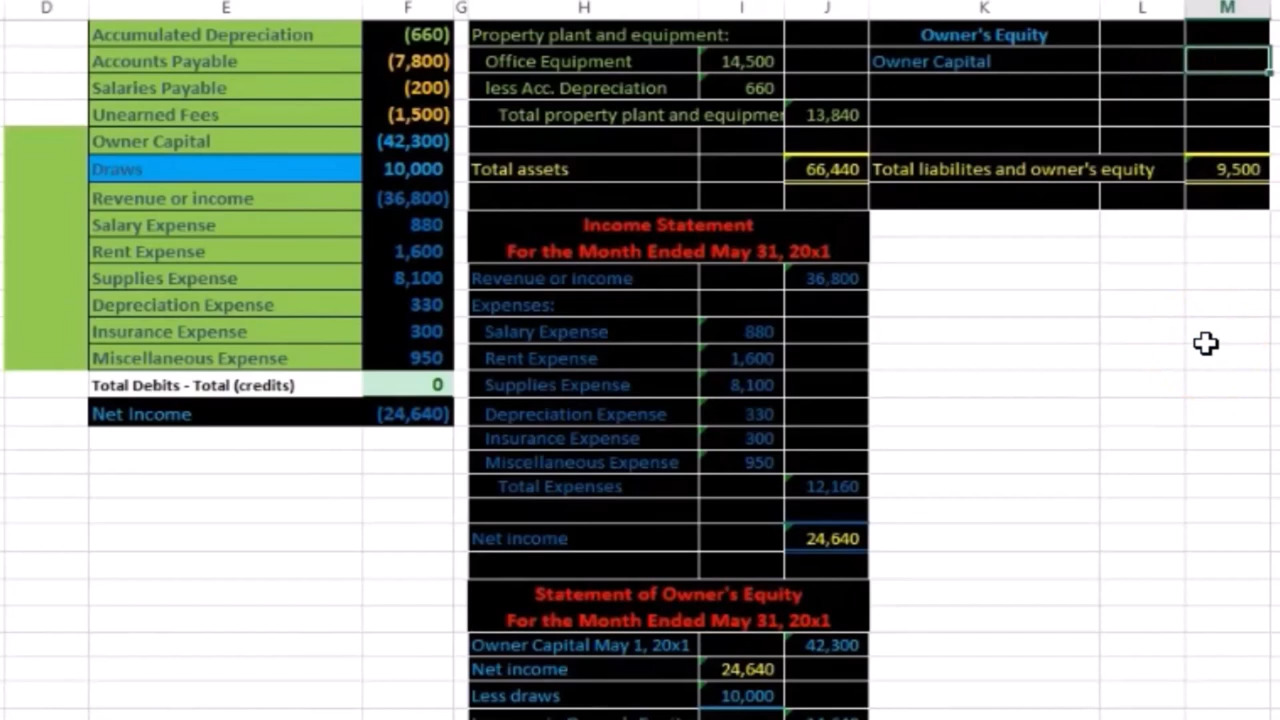 D E F G H I J K L M
Accumulated Depreciation (660) Property plant and equipment: Owner's Equity
Accounts Payable (7,800) Office Equipment 14,500 Owner Capital
Salaries Payable (200) less Acc. Depreciation 660
Unearned Fees (1,500) Total property plant and equipmer 13,840
Owner Capital (42,300)
Draws 10,000 Total assets 66,440 Total liabilites and owner's equity 9,500
Revenue or income (36,800)
Salary Expense 880 Income Statement
Rent Expense 1,600 For the Month Ended May 31, 20x1
Supplies Expense 8,100 Revenue or income 36,800
Depreciation Expense 330 Expenses:
Insurance Expense 300 Salary Expense 880
Miscellaneous Expense 950 Rent Expense 1,600
Total Debits - Total (credits) 0 Supplies Expense 8,100
Net Income (24,640) Depreciation Expense 330
Insurance Expense 300
Miscellaneous Expense 950
Total Expenses 12,160
Net income 24,640
Statement of Owner's Equity
For the Month Ended May 31, 20x1
Owner Capital May 1, 20x1 42,300
Net income 24,640
Less draws 10,000